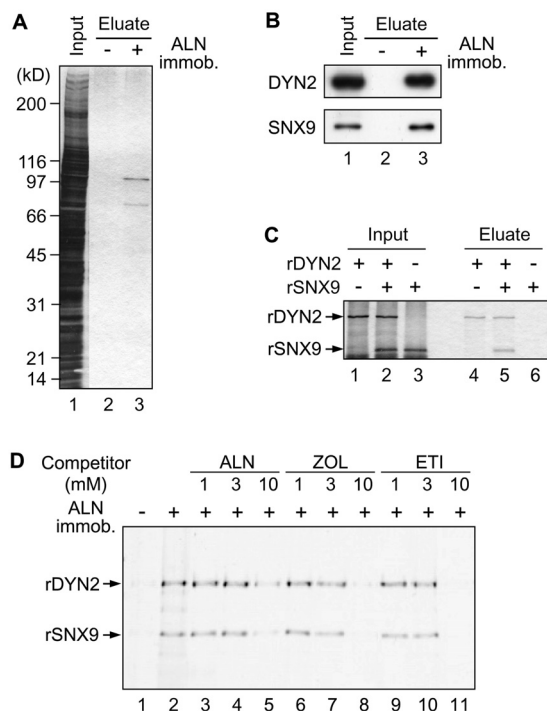 A
Input
Eluate
- +
ALN
immob.
(kD)
200
116
97
66
45
31
21
14
1 2 3
B
Input
Eluate
- +
ALN
immob.
DYN2
SNX9
1 2 3
C
Input Eluate
rDYN2 + + - + + -
rSNX9 - + + - + +
rDYN2
rSNX9
1 2 3 4 5 6
D
Competitor
(mM)
ALN ZOL ETI
1 3 10 1 3 10 1 3 10
ALN
immob.
- + + + + + + + + + +
rDYN2
rSNX9
1 2 3 4 5 6 7 8 9 10 11